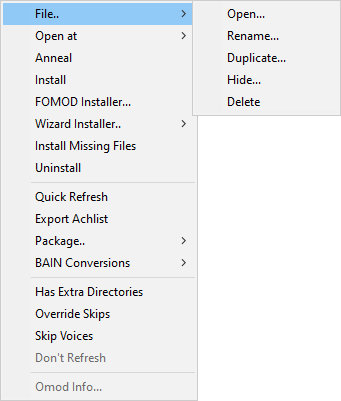 File..
Open at
Anneal
Install
FOMOD Installer...
Wizard Installer..
Install Missing Files
Uninstall
Quick Refresh
Export Achlist
Package..
BAIN Conversions
Has Extra Directories
Override Skips
Skip Voices
Don't Refresh
Omod Info...
Open...
Rename...
Duplicate...
Hide...
Delete